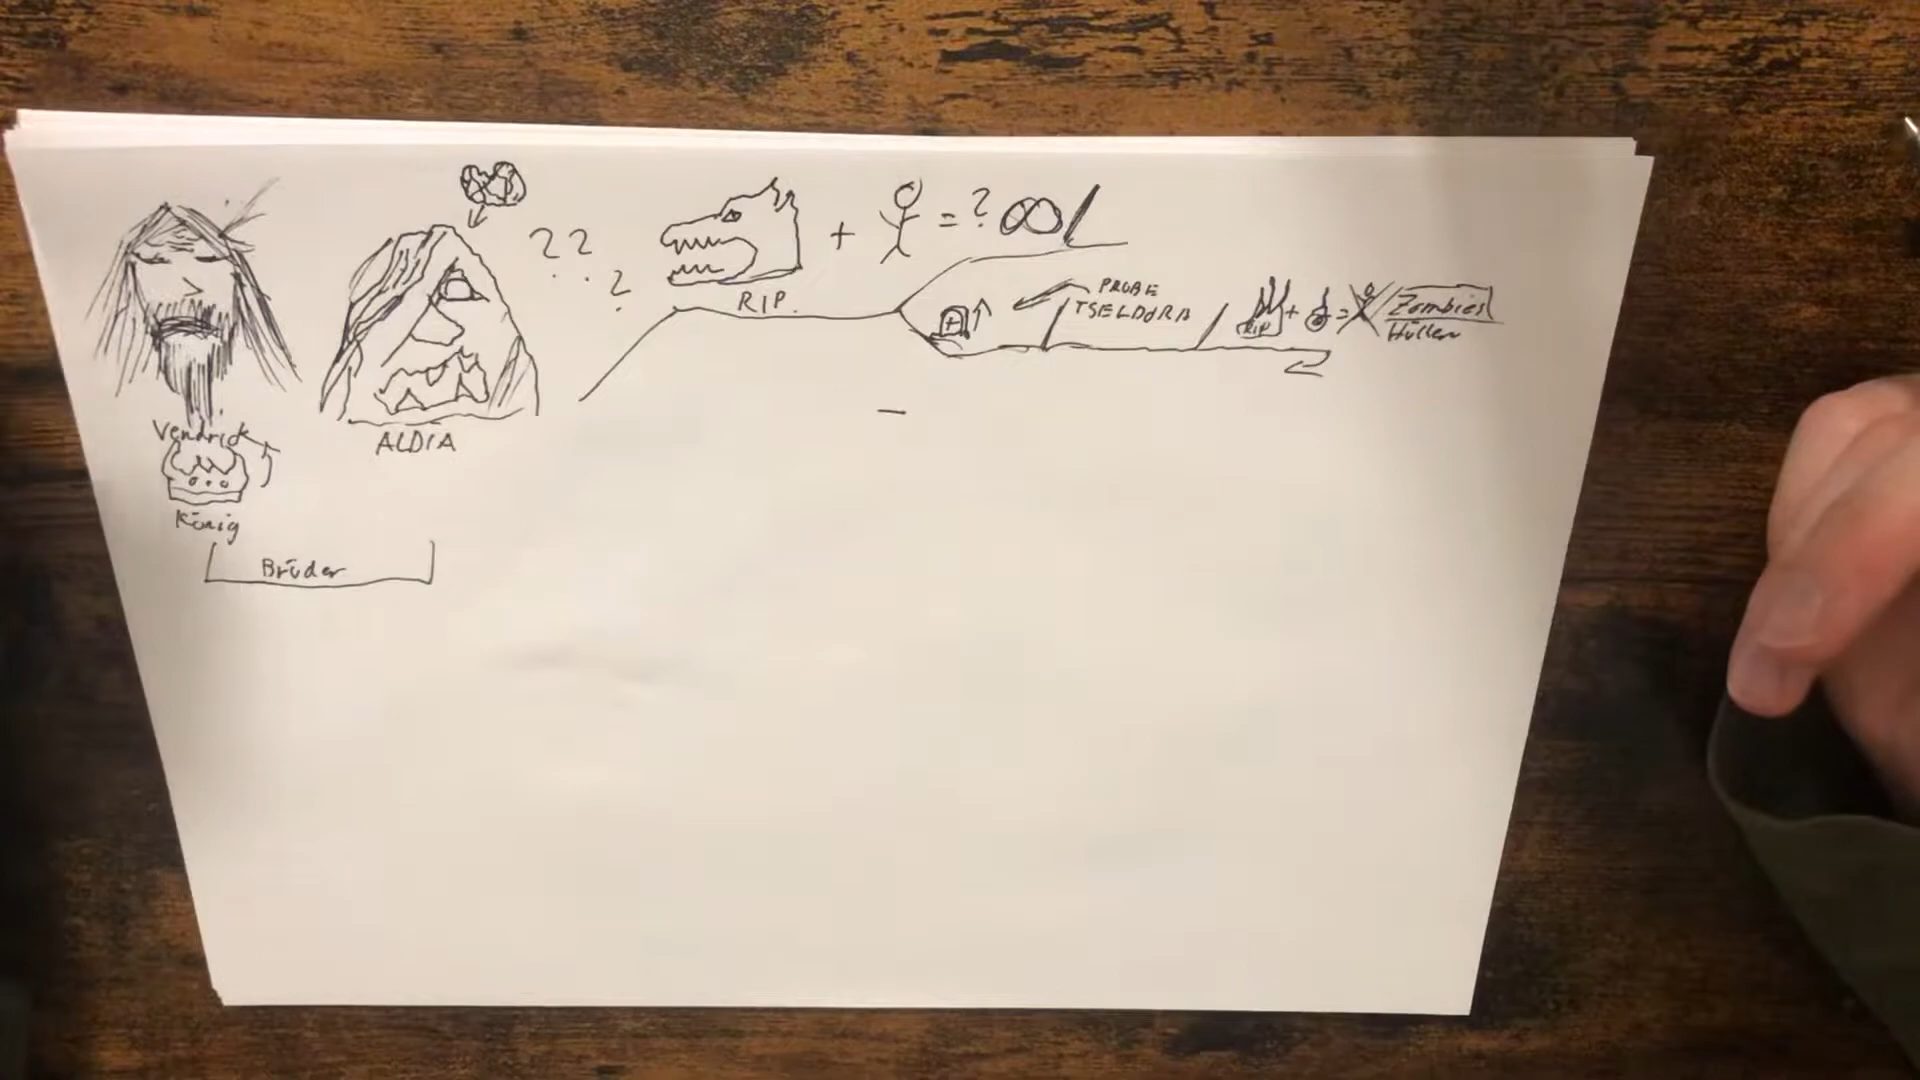 ??
?
+ = ? ∞
RIP.
PROBE
TSELDORA
RIP + = Zombies
Hüllen
Vendrick
König
ALDIA
Brüder